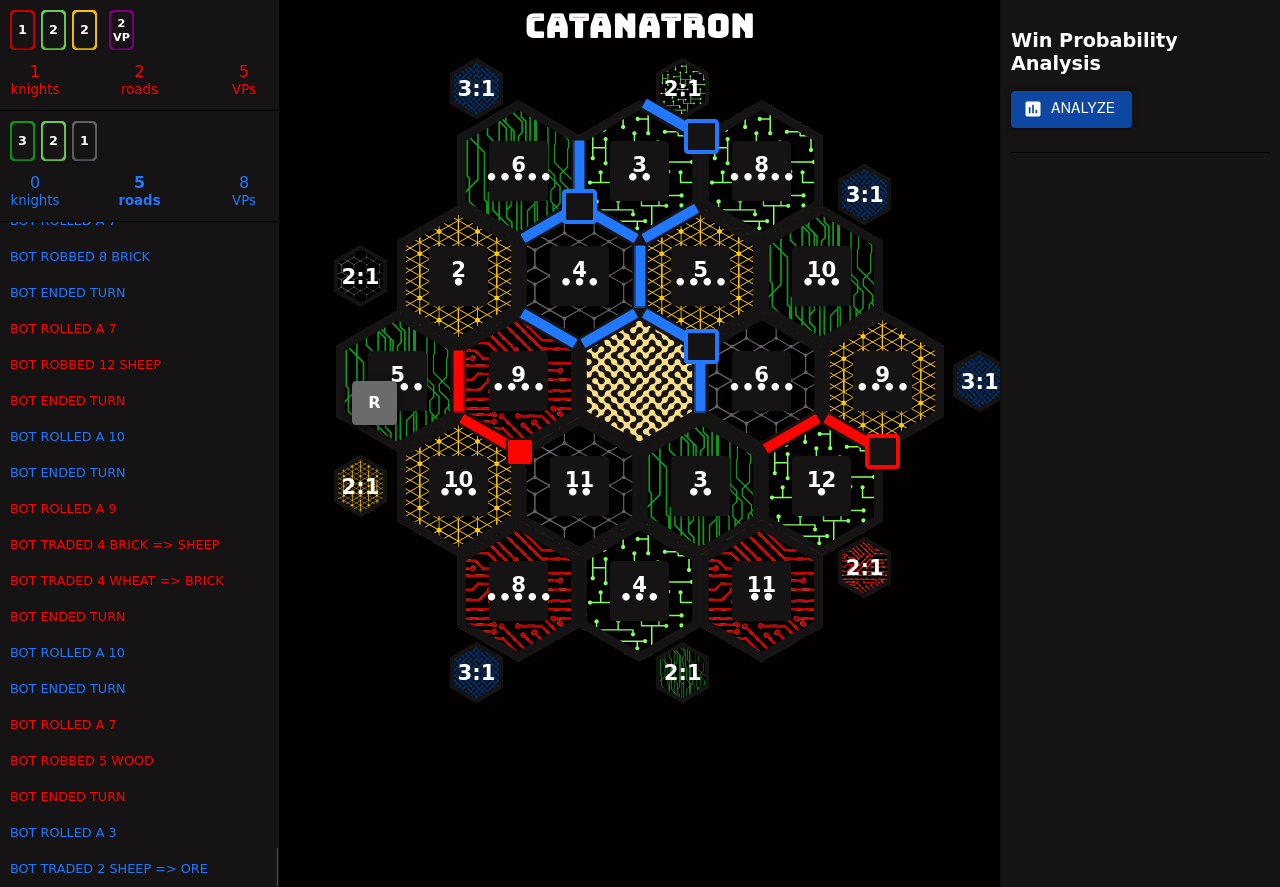 CATANATRON
1 2 2 2 VP
1 2 5
knights roads VPs
3 2 1
0 5 8
knights roads VPs
BOT ROLLED A 7
BOT ROBBED 8 BRICK
BOT ENDED TURN
BOT ROLLED A 7
BOT ROBBED 12 SHEEP
BOT ENDED TURN
BOT ROLLED A 10
BOT ENDED TURN
BOT ROLLED A 9
BOT TRADED 4 BRICK => SHEEP
BOT TRADED 4 WHEAT => BRICK
BOT ENDED TURN
BOT ROLLED A 10
BOT ENDED TURN
BOT ROLLED A 7
BOT ROBBED 5 WOOD
BOT ENDED TURN
BOT ROLLED A 3
BOT TRADED 2 SHEEP => ORE
3:1 2:1
6 3 8
3:1
2:1 2 4 5 10
5 9 6 9 3:1
R
2:1 10 11 3 12
2:1
8 4 11
3:1 2:1
Win Probability
Analysis
ANALYZE